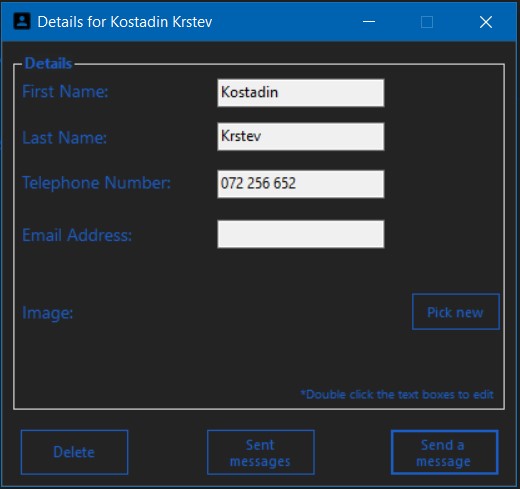 Details for Kostadin Krstev
Details
First Name: Kostadin
Last Name: Krstev
Telephone Number: 072 256 652
Email Address:
Image: Pick new
*Double click the text boxes to edit
Delete
Sent
messages
Send a
message